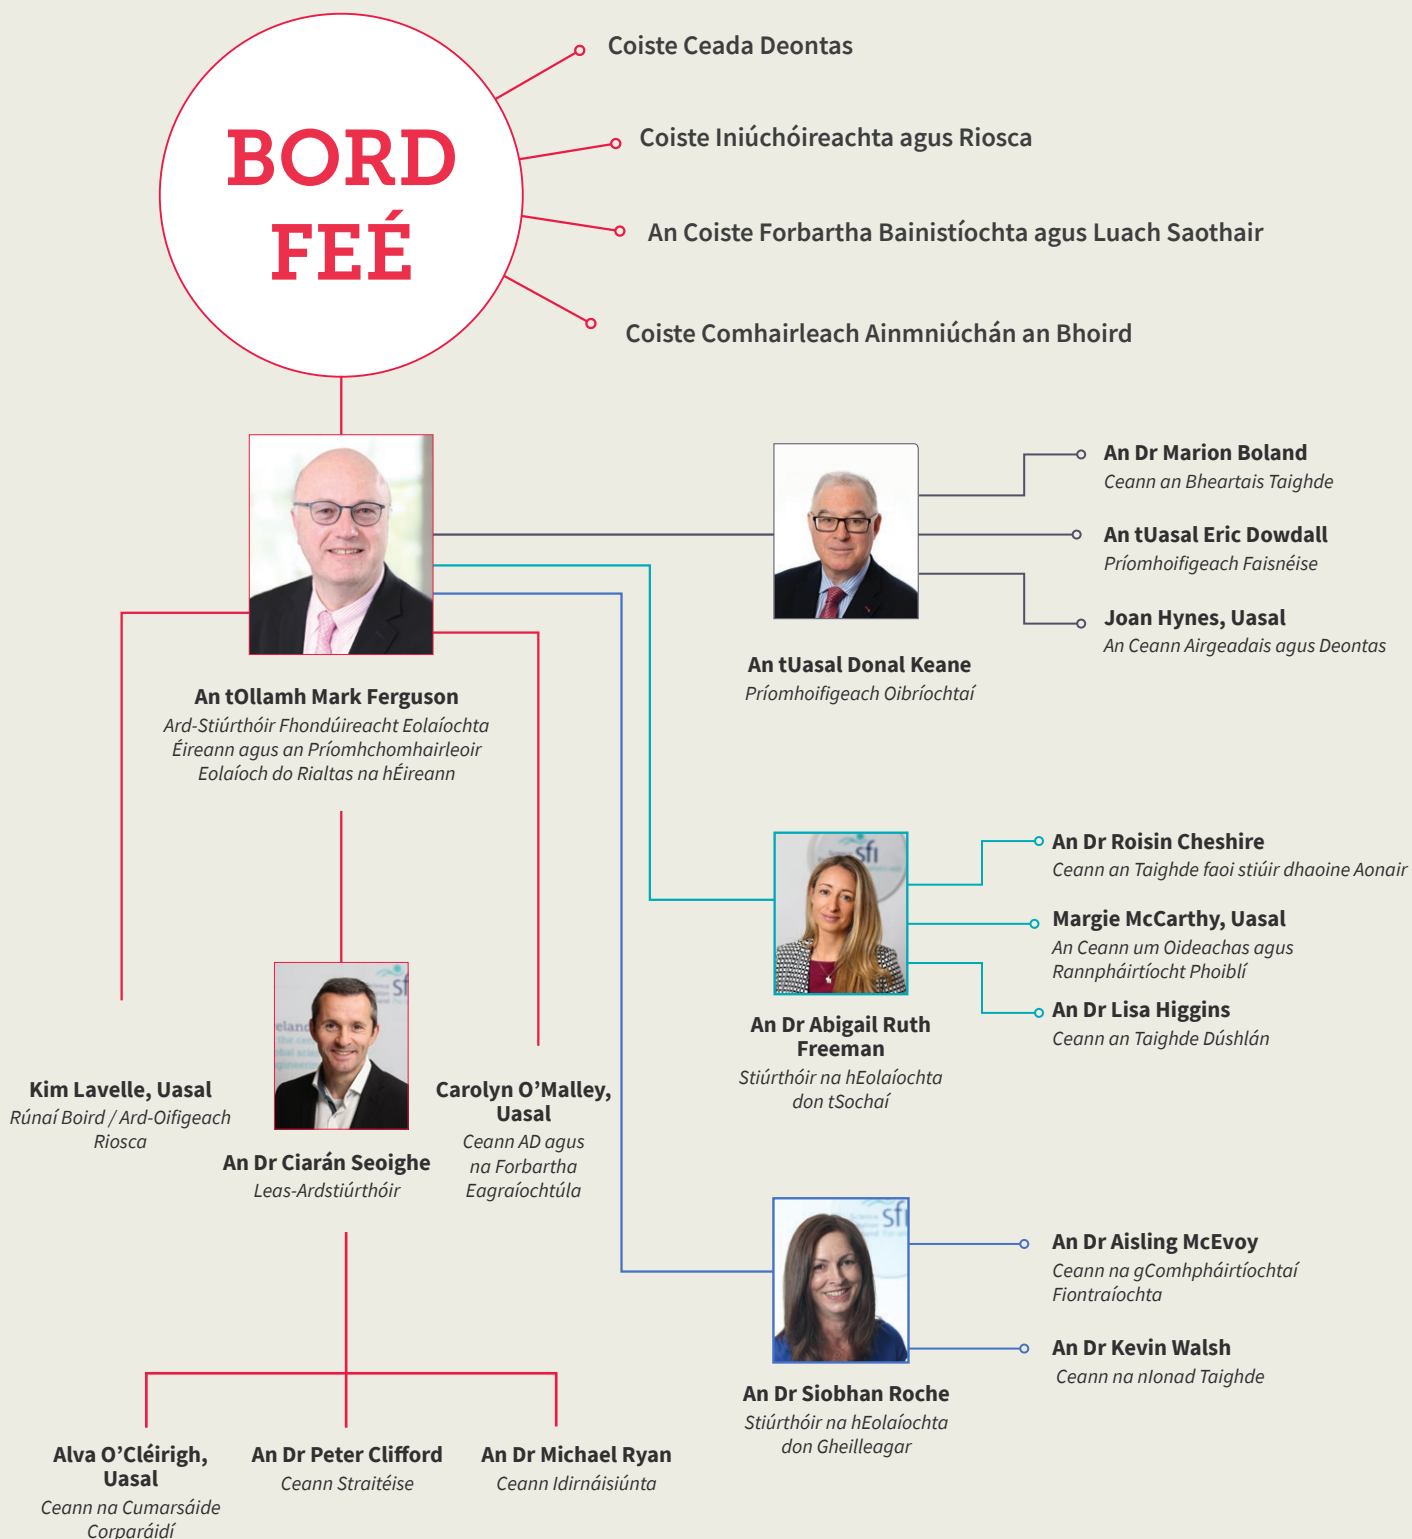 BORD
FEÉ
Coiste Ceada Deontas
Coiste Iniúchóireachta agus Riosca
An Coiste Forbartha Bainistíochta agus Luach Saothair
Coiste Comhairleach Ainmniúchán an Bhoird
An tOllamh Mark Ferguson
Ard-Stiúrthóir Fhondúireacht Eolaíochta
Éireann agus an Príomhchomhairleoir
Eolaíoch do Rialtas na hÉireann
An tUasal Donal Keane
Príomhoifigeach Oibríochtaí
An Dr Marion Boland
Ceann an Bheartais Taighde
An tUasal Eric Dowdall
Príomhoifigeach Faisnéise
Joan Hynes, Uasal
An Ceann Airgeadais agus Deontas
sfi
An Dr Abigail Ruth
Freeman
Stiúrthóir na hEolaíochta
don tSochaí
An Dr Roisin Cheshire
Ceann an Taighde faoi stiúir dhaoine Aonair
Margie McCarthy, Uasal
An Ceann um Oideachas agus
Rannpháirtíocht Phoiblí
An Dr Lisa Higgins
Ceann an Taighde Dúshlán
Kim Lavelle, Uasal
Rúnaí Boird / Ard-Oifigeach
Riosca
An Dr Ciarán Seoighe
Leas-Ardstiúrthóir
Carolyn O’Malley,
Uasal
Ceann AD agus
na Forbartha
Eagraíochtúla
sfi
An Dr Siobhan Roche
Stiúrthóir na hEolaíochta
don Gheilleagar
An Dr Aisling McEvoy
Ceann na gComhpháirtíochtaí
Fiontraíochta
An Dr Kevin Walsh
Ceann na nIonad Taighde
Alva O’Cléirigh,
Uasal
Ceann na Cumarsáide
Corparáidí
An Dr Peter Clifford
Ceann Straitéise
An Dr Michael Ryan
Ceann Idirnáisiúnta